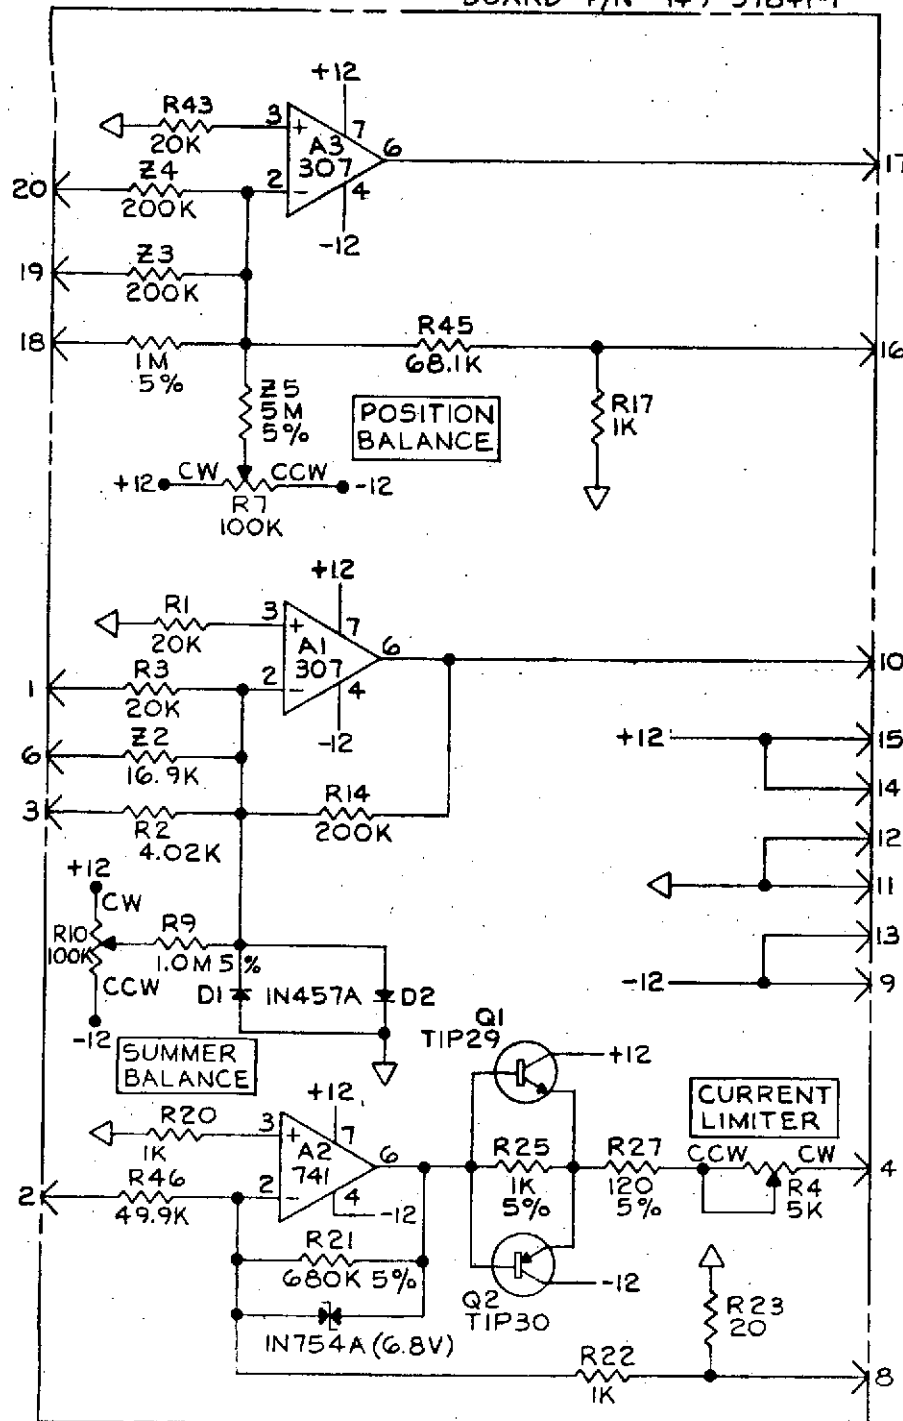 +12
R43
20K
3
+
7
A3
307
6
17
20
Z4
200K
2
-
4
-12
19
Z3
200K
18
1M
5%
R45
68.1K
16
Z5
5M
5%
POSITION
BALANCE
R17
1K
+12
CW
CCW
-12
R7
100K
+12
R1
20K
3
+
7
A1
307
6
10
1
R3
20K
2
-
4
-12
6
Z2
16.9K
+12
15
14
3
R2
4.02K
R14
200K
12
11
+12
CW
R10
100K
R9
1.0M 5%
13
CCW
D1
IN457A
D2
-12
9
-12
SUMMER
BALANCE
Q1
TIP29
+12
CURRENT
LIMITER
+12
R20
1K
3
+
7
A2
741
6
R25
1K
5%
R27
120
5%
CCW
CW
R4
5K
4
2
R46
49.9K
2
-
4
-12
R21
680K 5%
Q2
TIP30
-12
R23
20
IN754A (6.8V)
R22
1K
8